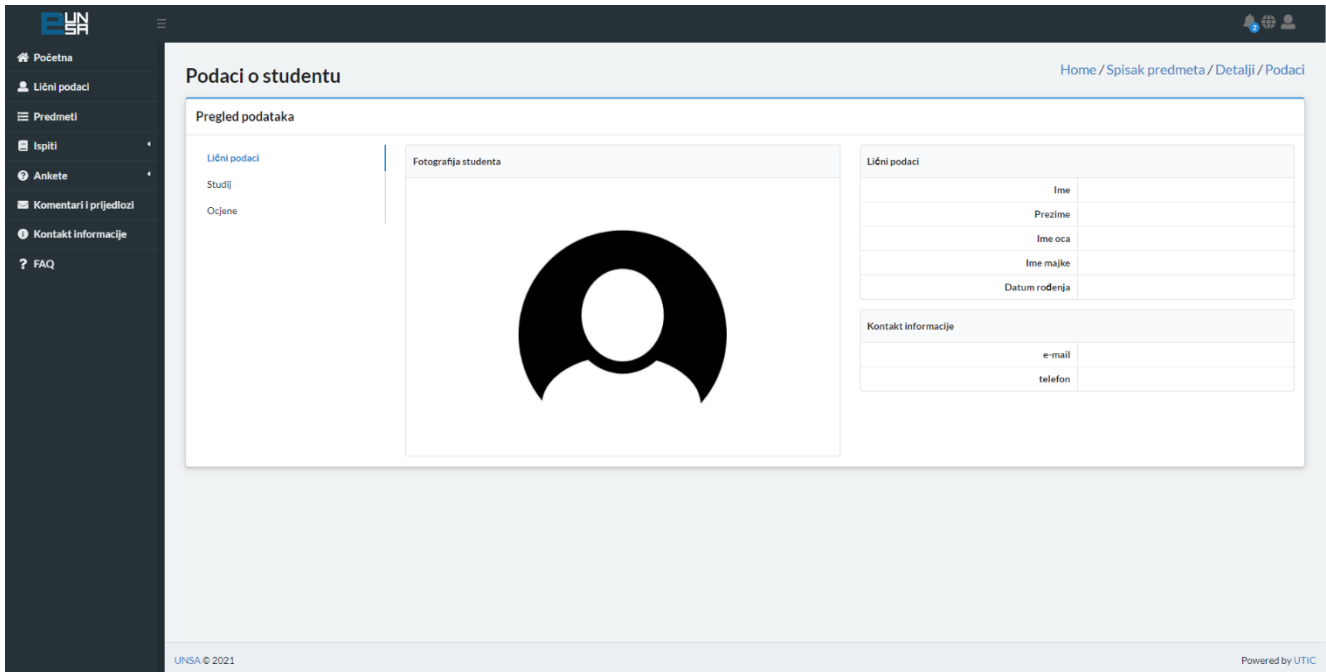 eUNSA
2
Početna
Lični podaci
Predmeti
Ispiti
Ankete
Komentari i prijedlozi
Kontakt informacije
? FAQ
Podaci o studentu
Home / Spisak predmeta / Detalji / Podaci
Pregled podataka
Lični podaci
Studij
Ocjene
Fotografija studenta
Lični podaci
Ime
Prezime
Ime oca
Ime majke
Datum rođenja
Kontakt informacije
e-mail
telefon
UNSA © 2021
Powered by UTIC